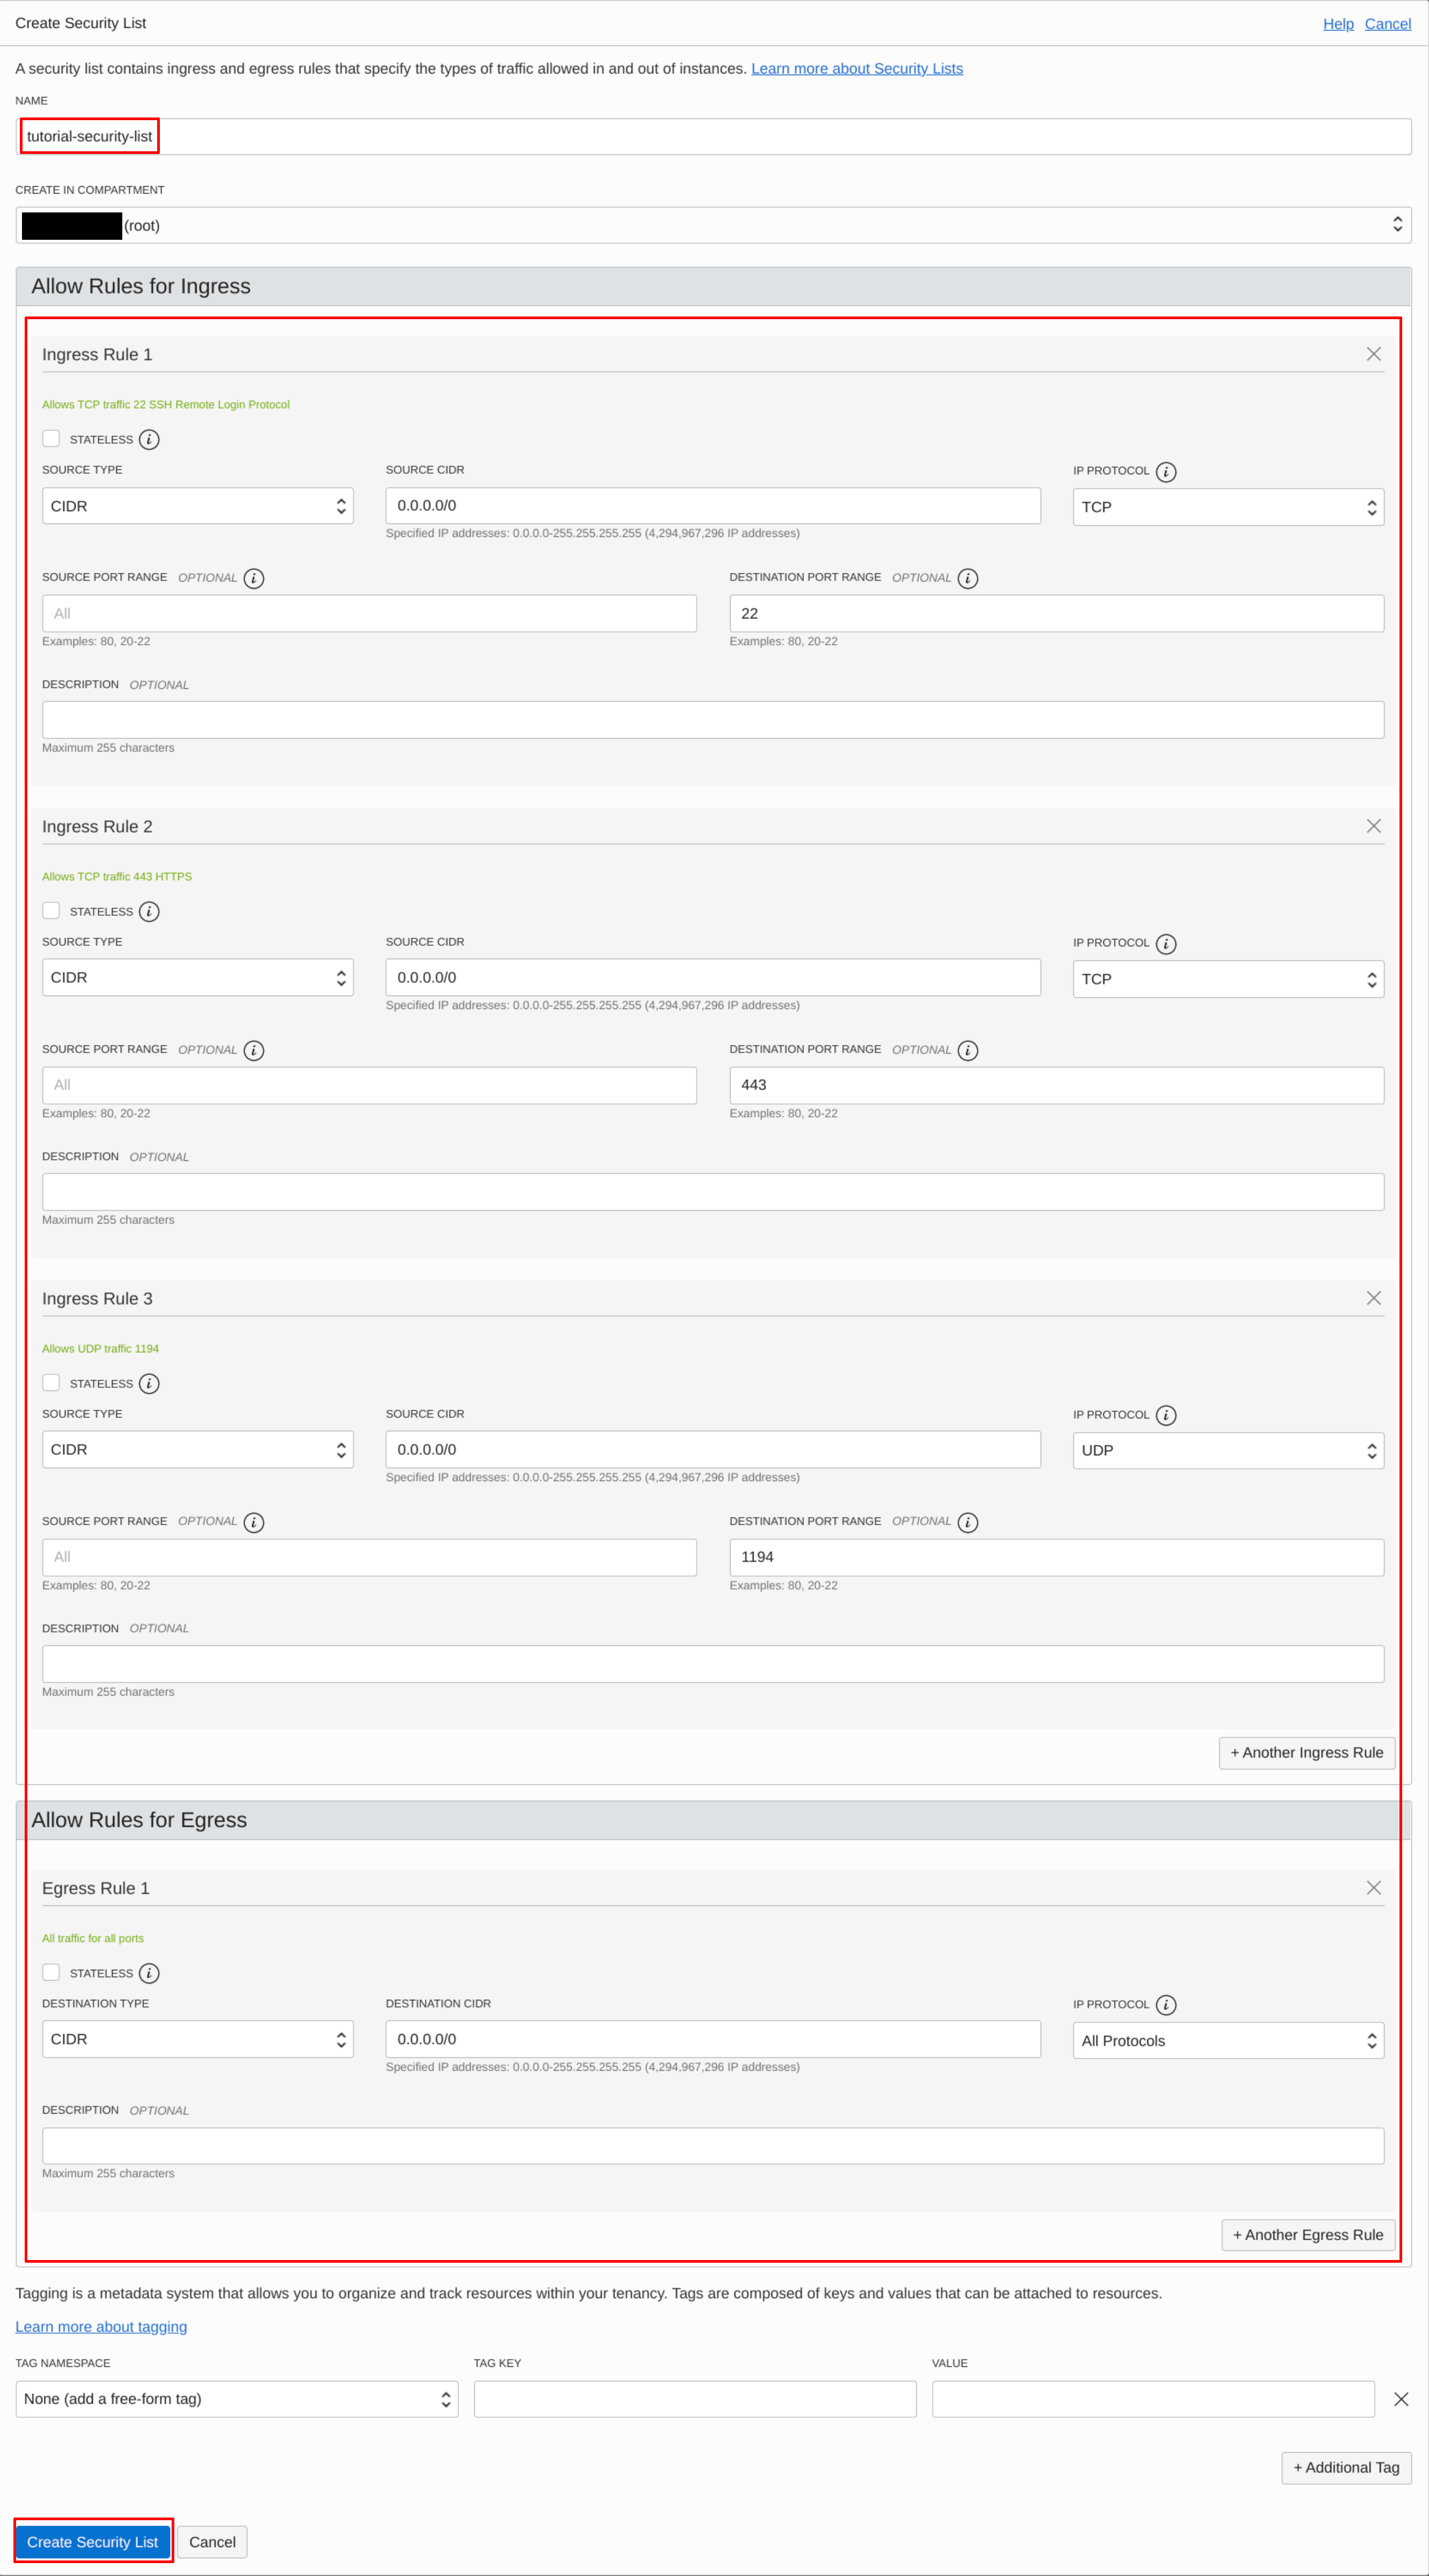 Create Security List Help Cancel
A security list contains ingress and egress rules that specify the types of traffic allowed in and out of instances. Learn more about Security Lists
NAME
tutorial-security-list
CREATE IN COMPARTMENT
(root)
Allow Rules for Ingress
Ingress Rule 1
Allows TCP traffic 22 SSH Remote Login Protocol
STATELESS
SOURCE TYPE SOURCE CIDR IP PROTOCOL
CIDR 0.0.0.0/0 TCP
Specified IP addresses: 0.0.0.0-255.255.255.255 (4,294,967,296 IP addresses)
SOURCE PORT RANGE OPTIONAL DESTINATION PORT RANGE OPTIONAL
All 22
Examples: 80, 20-22 Examples: 80, 20-22
DESCRIPTION OPTIONAL
Maximum 255 characters
Ingress Rule 2
Allows TCP traffic 443 HTTPS
STATELESS
SOURCE TYPE SOURCE CIDR IP PROTOCOL
CIDR 0.0.0.0/0 TCP
Specified IP addresses: 0.0.0.0-255.255.255.255 (4,294,967,296 IP addresses)
SOURCE PORT RANGE OPTIONAL DESTINATION PORT RANGE OPTIONAL
All 443
Examples: 80, 20-22 Examples: 80, 20-22
DESCRIPTION OPTIONAL
Maximum 255 characters
Ingress Rule 3
Allows UDP traffic 1194
STATELESS
SOURCE TYPE SOURCE CIDR IP PROTOCOL
CIDR 0.0.0.0/0 UDP
Specified IP addresses: 0.0.0.0-255.255.255.255 (4,294,967,296 IP addresses)
SOURCE PORT RANGE OPTIONAL DESTINATION PORT RANGE OPTIONAL
All 1194
Examples: 80, 20-22 Examples: 80, 20-22
DESCRIPTION OPTIONAL
Maximum 255 characters
+ Another Ingress Rule
Allow Rules for Egress
Egress Rule 1
All traffic for all ports
STATELESS
DESTINATION TYPE DESTINATION CIDR IP PROTOCOL
CIDR 0.0.0.0/0 All Protocols
Specified IP addresses: 0.0.0.0-255.255.255.255 (4,294,967,296 IP addresses)
DESCRIPTION OPTIONAL
Maximum 255 characters
+ Another Egress Rule
Tagging is a metadata system that allows you to organize and track resources within your tenancy. Tags are composed of keys and values that can be attached to resources.
Learn more about tagging
TAG NAMESPACE TAG KEY VALUE
None (add a free-form tag)
+ Additional Tag
Create Security List Cancel